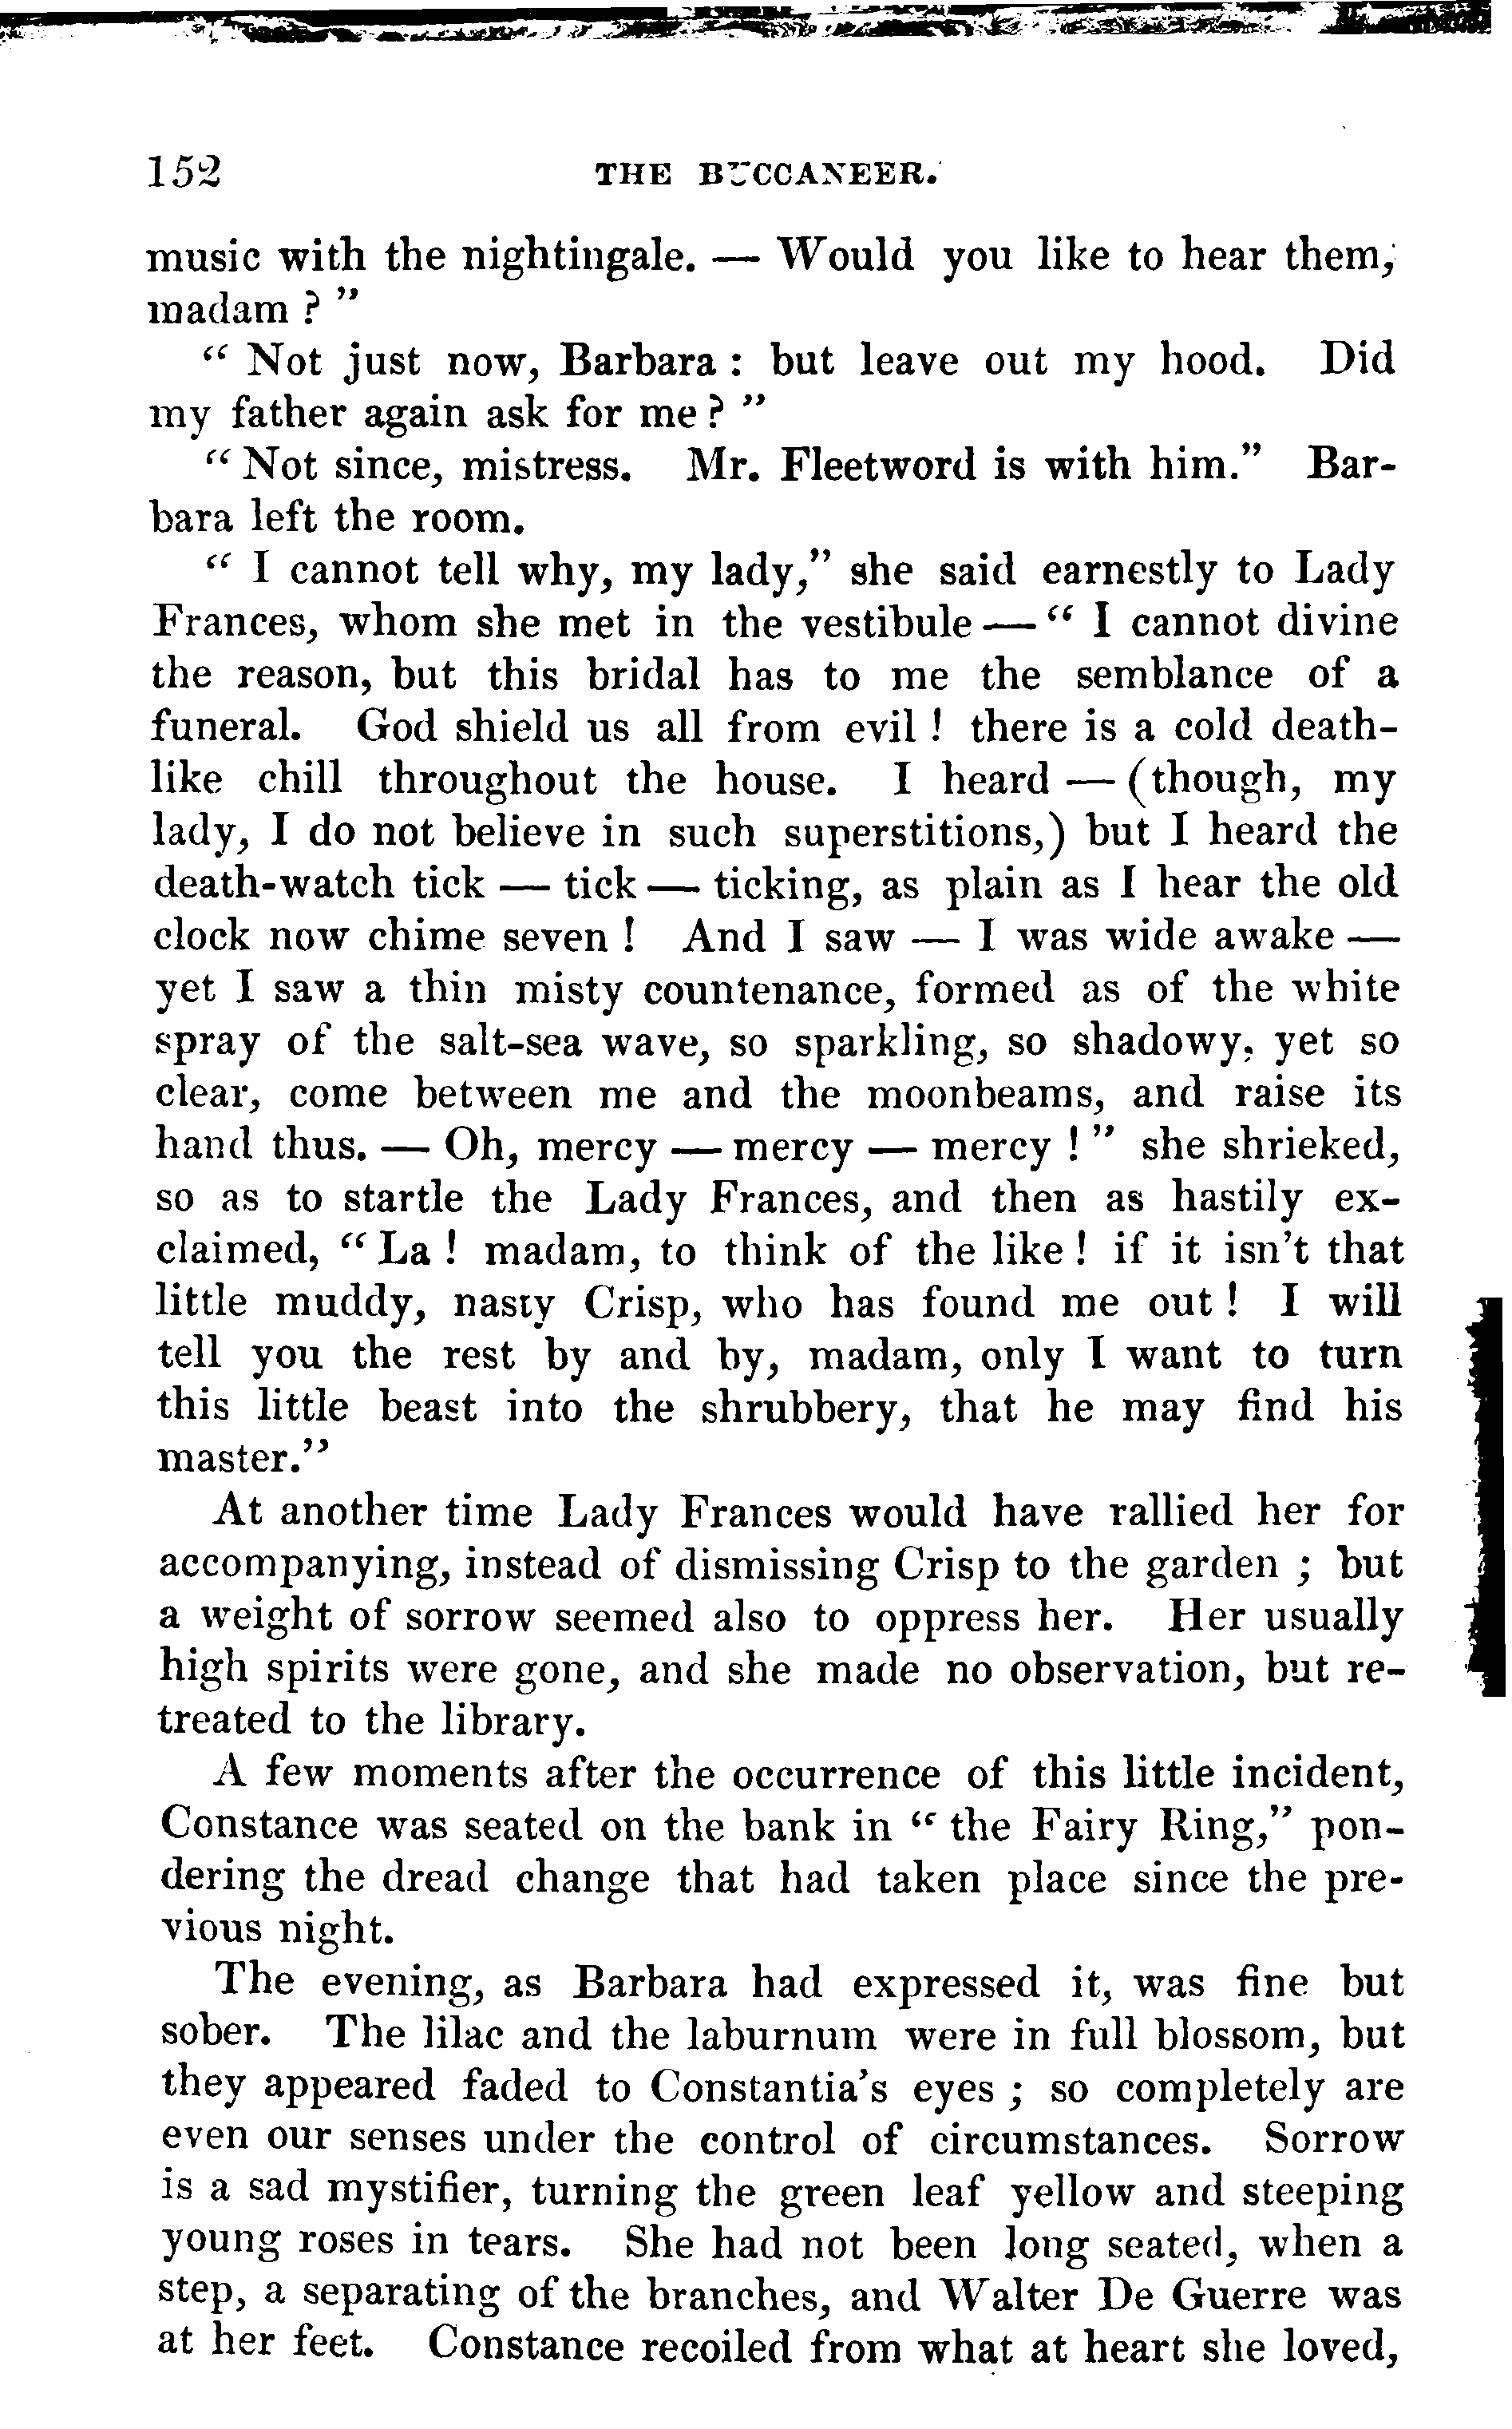 152 THE BUCCANEER.
music with the nightingale. — Would you like to hear them,
madam ? "
" Not just now, Barbara : but leave out my hood. Did
my father again ask for me ? "
" Not since, mistress. Mr. Fleetword is with him." Bar-
bara left the room.
" I cannot tell why, my lady," she said earnestly to Lady
Frances, whom she met in the vestibule — " I cannot divine
the reason, but this bridal has to me the semblance of a
funeral. God shield us all from evil ! there is a cold death-
like chill throughout the house. I heard — (though, my
lady, I do not believe in such superstitions,) but I heard the
death-watch tick — tick — ticking, as plain as I hear the old
clock now chime seven ! And I saw — I was wide awake —
yet I saw a thin misty countenance, formed as of the white
spray of the salt-sea wave, so sparkling, so shadowy, yet so
clear, come between me and the moonbeams, and raise its
hand thus. — Oh, mercy — mercy — mercy ! " she shrieked,
so as to startle the Lady Frances, and then as hastily ex-
claimed, " La ! madam, to think of the like ! if it isn't that
little muddy, nasty Crisp, who has found me out ! I will
tell you the rest by and by, madam, only I want to turn
this little beast into the shrubbery, that he may find his
master."
At another time Lady Frances would have rallied her for
accompanying, instead of dismissing Crisp to the garden ; but
a weight of sorrow seemed also to oppress her. Her usually
high spirits were gone, and she made no observation, but re-
treated to the library.
A few moments after the occurrence of this little incident,
Constance was seated on the bank in " the Fairy Ring," pon-
dering the dread change that had taken place since the pre-
vious night.
The evening, as Barbara had expressed it, was fine but
sober. The lilac and the laburnum were in full blossom, but
they appeared faded to Constantia's eyes ; so completely are
even our senses under the control of circumstances. Sorrow
is a sad mystifier, turning the green leaf yellow and steeping
young roses in tears. She had not been long seated, when a
step, a separating of the branches, and Walter De Guerre was
at her feet. Constance recoiled from what at heart she loved,